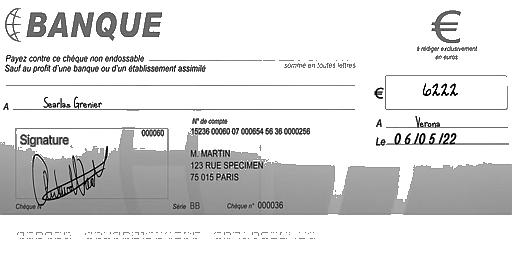 BANQUE
€
à rédiger exclusivement
en euros
Payez contre ce chèque non endossable
Sauf au profit d'une banque ou d'un établissement assimilé
somme en toutes lettres
€ 6222
A Searlas Grenier
A Verona
Le 06/05/22
Signature
000060
N° de compte
15236 00060 07 000654 56 36 0000256
M. MARTIN
123 RUE SPECIMEN
75 015 PARIS
Chèque N°
Série BB
Chèque n° 000036